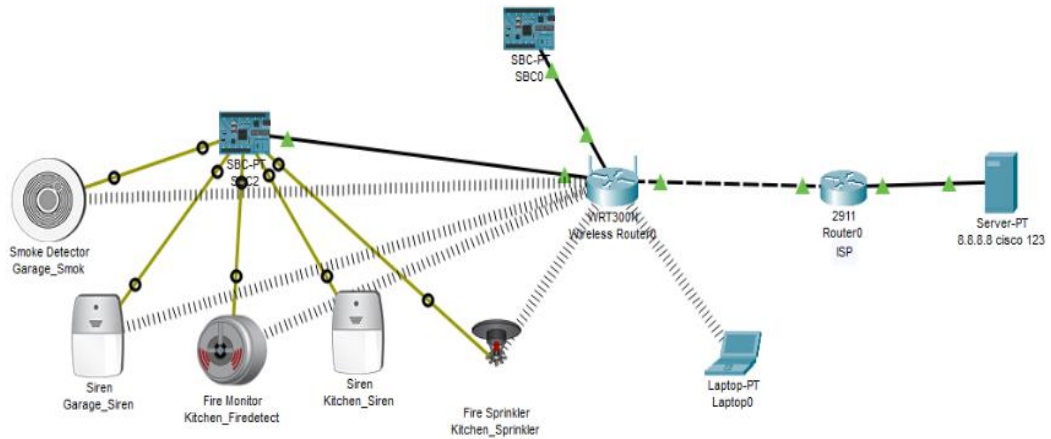 SBC-PT
SBC0
SBC-PT
SBC2
WRT300N
Wireless Router0
2911
Router0
ISP
Server-PT
8.8.8.8 cisco 123
Smoke Detector
Garage_Smok
Siren
Garage_Siren
Fire Monitor
Kitchen_Firedetect
Siren
Kitchen_Siren
Fire Sprinkler
Kitchen_Sprinkler
Laptop-PT
Laptop0